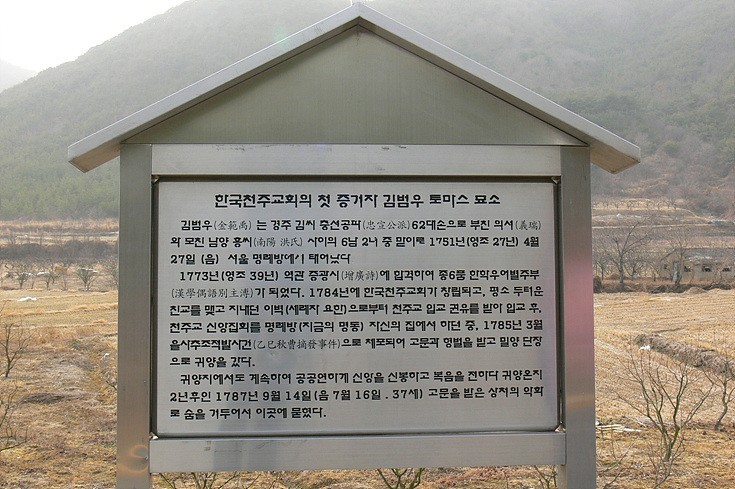 한국천주교회의 첫 증거자 김범우 토마스 묘소
김범우(金範禹) 는 경주 김씨 충선공파(忠宣公派)62대손으로 부친 의서(義瑞)
와 모친 남양 홍씨(南陽 洪氏) 사이의 6남 2녀 중 맏이로 1751년(영조 27년) 4월
27일 (음) 서울 명례방에서 태어났다
1773년(영조 39년) 역관 증광시(增廣詩)에 합격하여 종6품 한학우어별주부
(漢學偶語別主溥)가 되었다. 1784년에 한국천주교회가 창립되고, 평소 두터운
친교를 맺고 지내던 이벽(세례자 요한)으로부터 천주교 입교 권유를 받아 입교 후,
천주교 신앙집회를 명례방(지금의 명동) 자신의 집에서 하던 중, 1785년 3월
을사추조적발사건(乙巳秋曹摘發事件)으로 체포되어 고문과 형벌을 받고 밀양 단장
으로 귀양을 갔다.
귀양지에서도 계속하여 공공연하게 신앙을 신봉하고 복음을 전하다 귀양온지
2년후인 1787년 9월 14일(음 7월 16일 . 37세) 고문을 받은 상처의 악화
로 숨을 거두어서 이곳에 묻혔다.